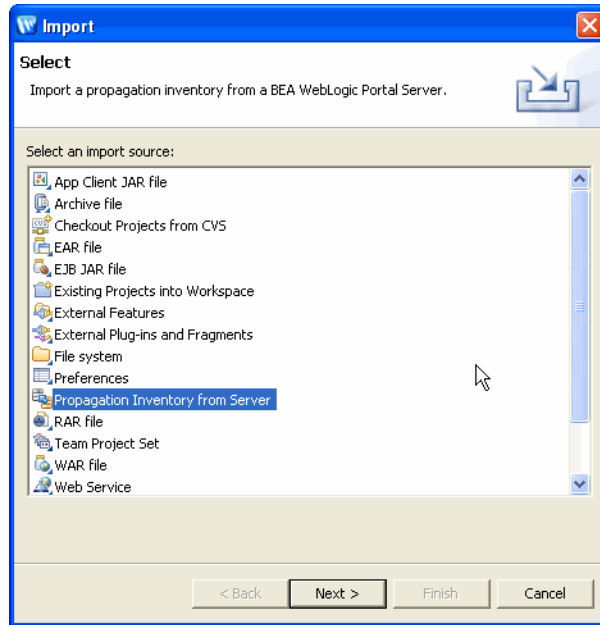 Import
Select
Import a propagation inventory from a BEA WebLogic Portal Server.
Select an import source:
App Client JAR file
Archive file
Checkout Projects from CVS
EAR file
EJB JAR file
Existing Projects into Workspace
External Features
External Plug-ins and Fragments
File system
Preferences
Propagation Inventory from Server
RAR file
Team Project Set
WAR file
Web Service
< Back Next > Finish Cancel